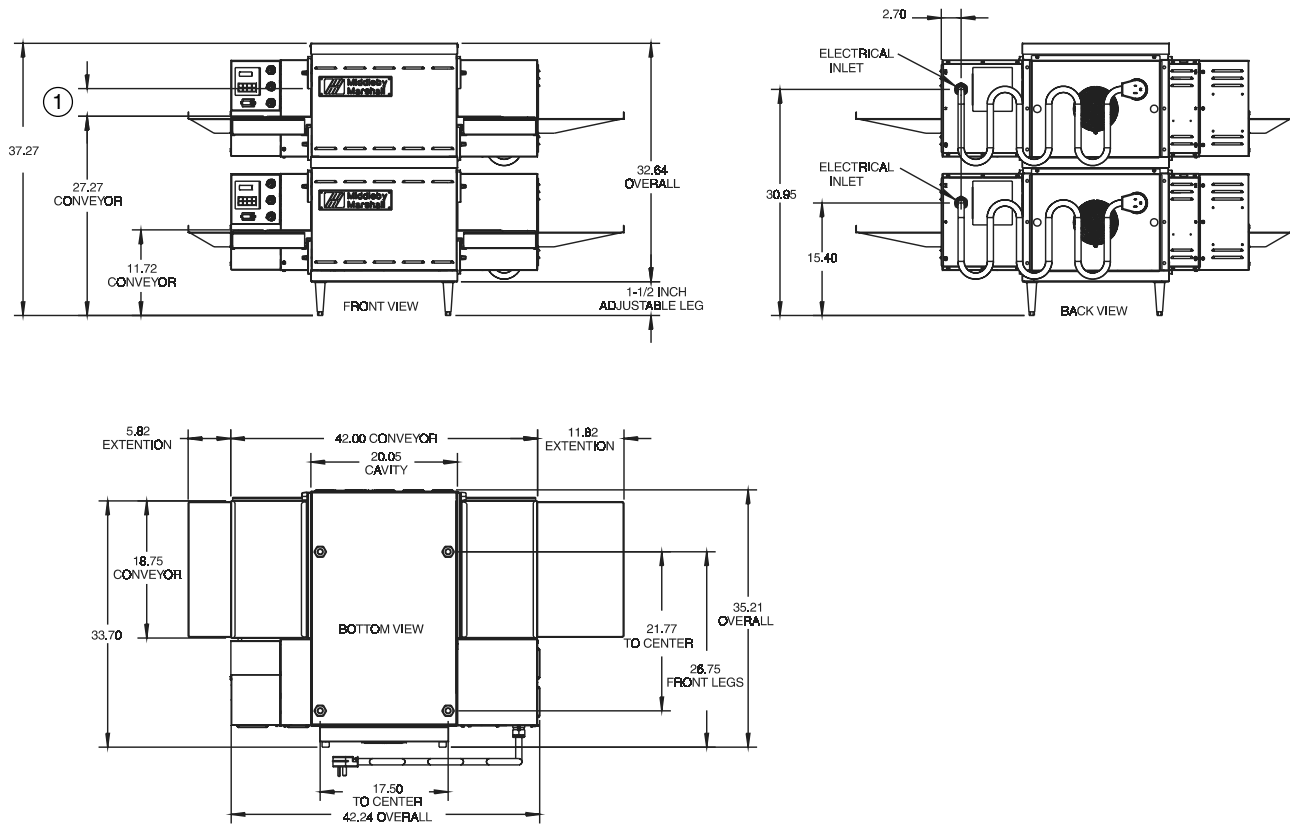 2.70
ELECTRICAL
INLET
Middleby
Marshall
1
37.27
27.27
CONVEYOR
32.64
OVERALL
ELECTRICAL
INLET
30.95
Middleby
Marshall
11.72
CONVEYOR
15.40
1-1/2 INCH
ADJUSTABLE LEG
FRONT VIEW
BACK VIEW
5.82
EXTENTION
42.00 CONVEYOR
11.82
EXTENTION
20.05
CAVITY
18.75
CONVEYOR
33.70
BOTTOM VIEW
21.77
TO CENTER
35.21
OVERALL
26.75
FRONT LEGS
17.50
TO CENTER
42.24 OVERALL